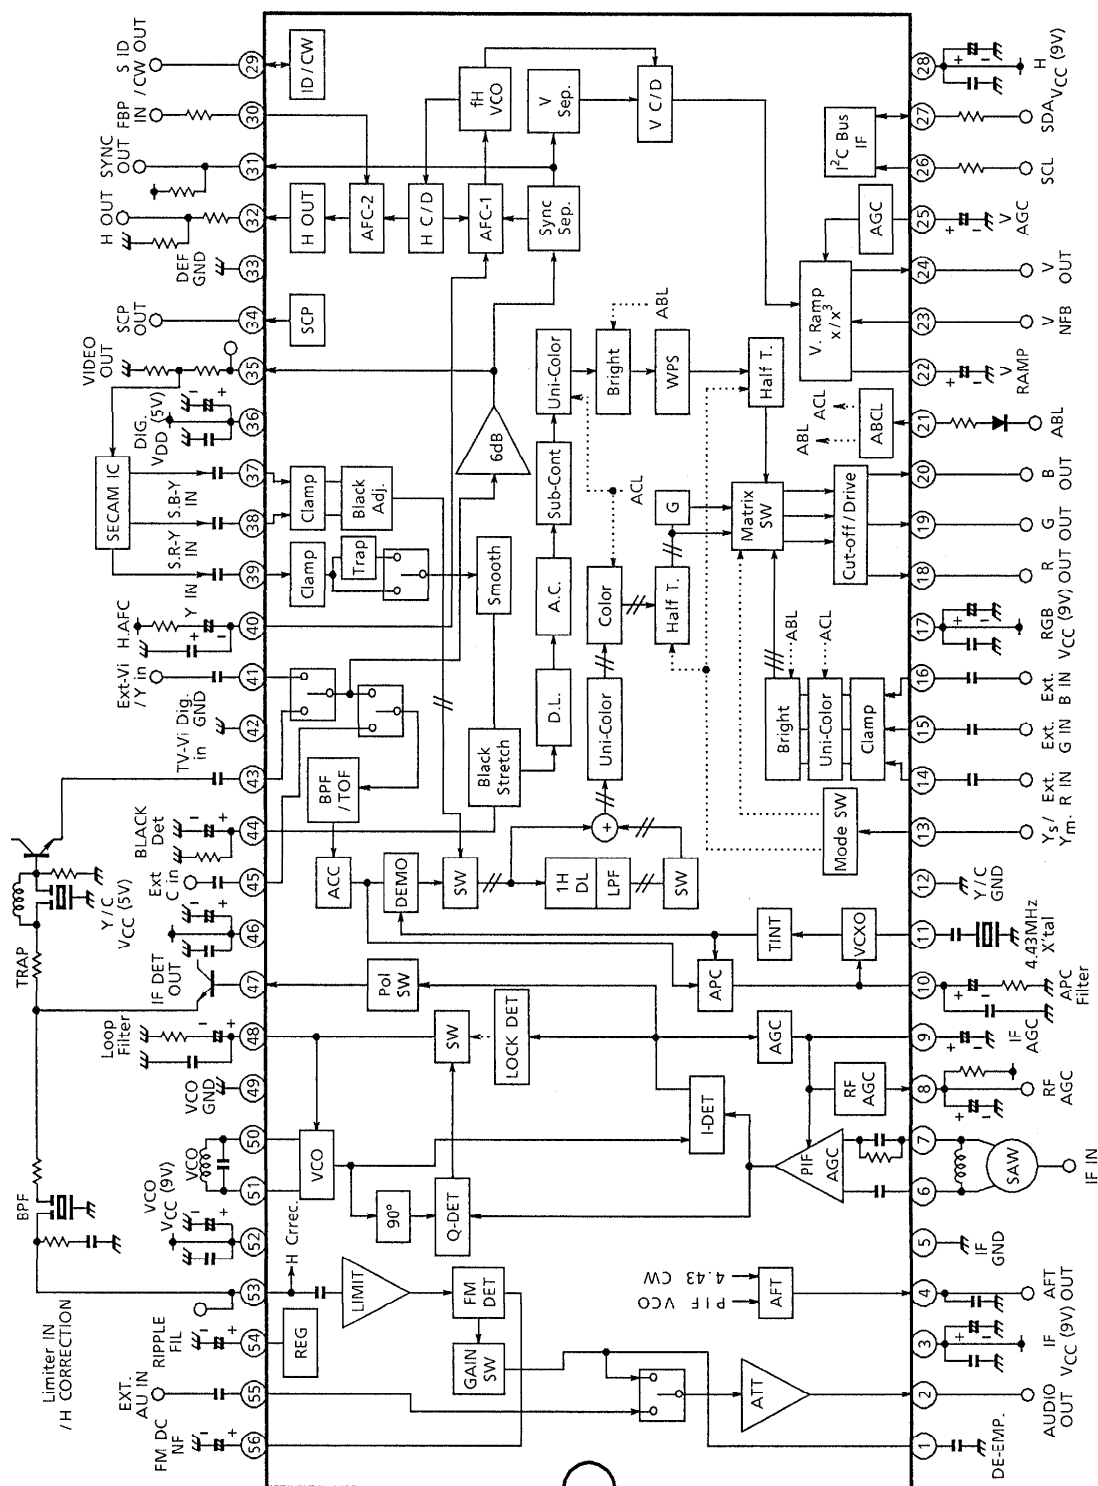 S ID
/CW OUT
29
ID/CW
FBP
IN
30
SYNC
OUT
31
H OUT
32
H OUT
DEF
GND
33
SCP
OUT
34
SCP
VIDEO
OUT
35
DIG.
VDD (5V)
36
SECAM IC
S.B-Y
IN
37
S.R-Y
IN
38
Clamp
Black
Adj.
Y IN
39
Clamp
Trap
Smooth
H.AFC
40
Ext-Vi
/Y in
41
Dig.
GND
42
TV-Vi
in
43
BLACK
Det
44
Ext
C in
45
Y/C
VCC (5V)
46
TRAP
IF DET
OUT
47
Loop
Filter
48
VCO
GND
49
VCO
50
51
VCO
VCC (9V)
52
BPF
Limiter IN
/H CORRECTION
53
H Crrec.
RIPPLE
FIL
54
REG
EXT.
AU IN
55
FM DC
NF
56
fH
VCO
V
Sep.
V C/D
AFC-2
H C/D
AFC-1
Sync
Sep.
6dB
Uni-Color
Bright
ABL
WPS
Half T.
Sub-Cont
ACL
A.C.
D.L.
Black
Stretch
Color
Half T.
G
Matrix
SW
Uni-Color
BPF
/TOF
ACC
DEMO
SW
1H
DL
LPF
SW
+
Cut-off/Drive
ABCL
ABL
ACL
V. Ramp
x/x³
AGC
I²C Bus
IF
Bright
Uni-Color
Clamp
ABL
ACL
Mode SW
TINT
VCXO
APC
Pol
SW
LOCK DET
SW
AGC
RF
AGC
I-DET
PIF
AGC
VCO
90°
Q-DET
LIMIT
FM
DET
GAIN
SW
PIF VCO
4.43 CW
AFT
ATT
28
H
VCC (9V)
27
SDA
26
SCL
25
V
AGC
24
V
OUT
23
V
NFB
22
V
RAMP
21
ABL
20
B
OUT
19
G
OUT
18
R
OUT
17
RGB
VCC (9V)
16
Ext.
B IN
15
Ext.
G IN
14
Ext.
R IN
13
Ys/
Ym.
12
Y/C
GND
11
4.43MHz
X'tal
10
APC
Filter
9
IF
AGC
8
RF
AGC
7
6
SAW
IF IN
5
IF
GND
4
AFT
OUT
3
IF
VCC (9V)
2
AUDIO
OUT
1
DE-EMP.